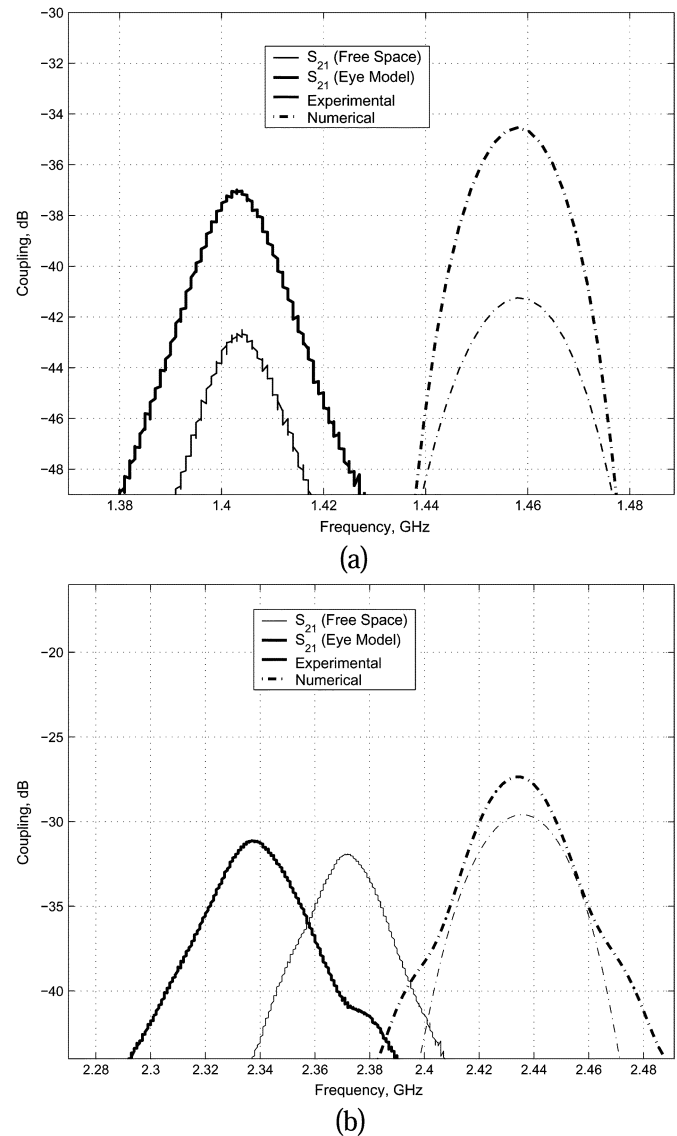 −30
−32
−34
−36
−38
−40
−42
−44
−46
−48
Coupling, dB
S21 (Free Space)
S21 (Eye Model)
Experimental
Numerical
1.38 1.4 1.42 1.44 1.46 1.48
Frequency, GHz
(a)
−20
−25
−30
−35
−40
Coupling, dB
S21 (Free Space)
S21 (Eye Model)
Experimental
Numerical
2.28 2.3 2.32 2.34 2.36 2.38 2.4 2.42 2.44 2.46 2.48
Frequency, GHz
(b)